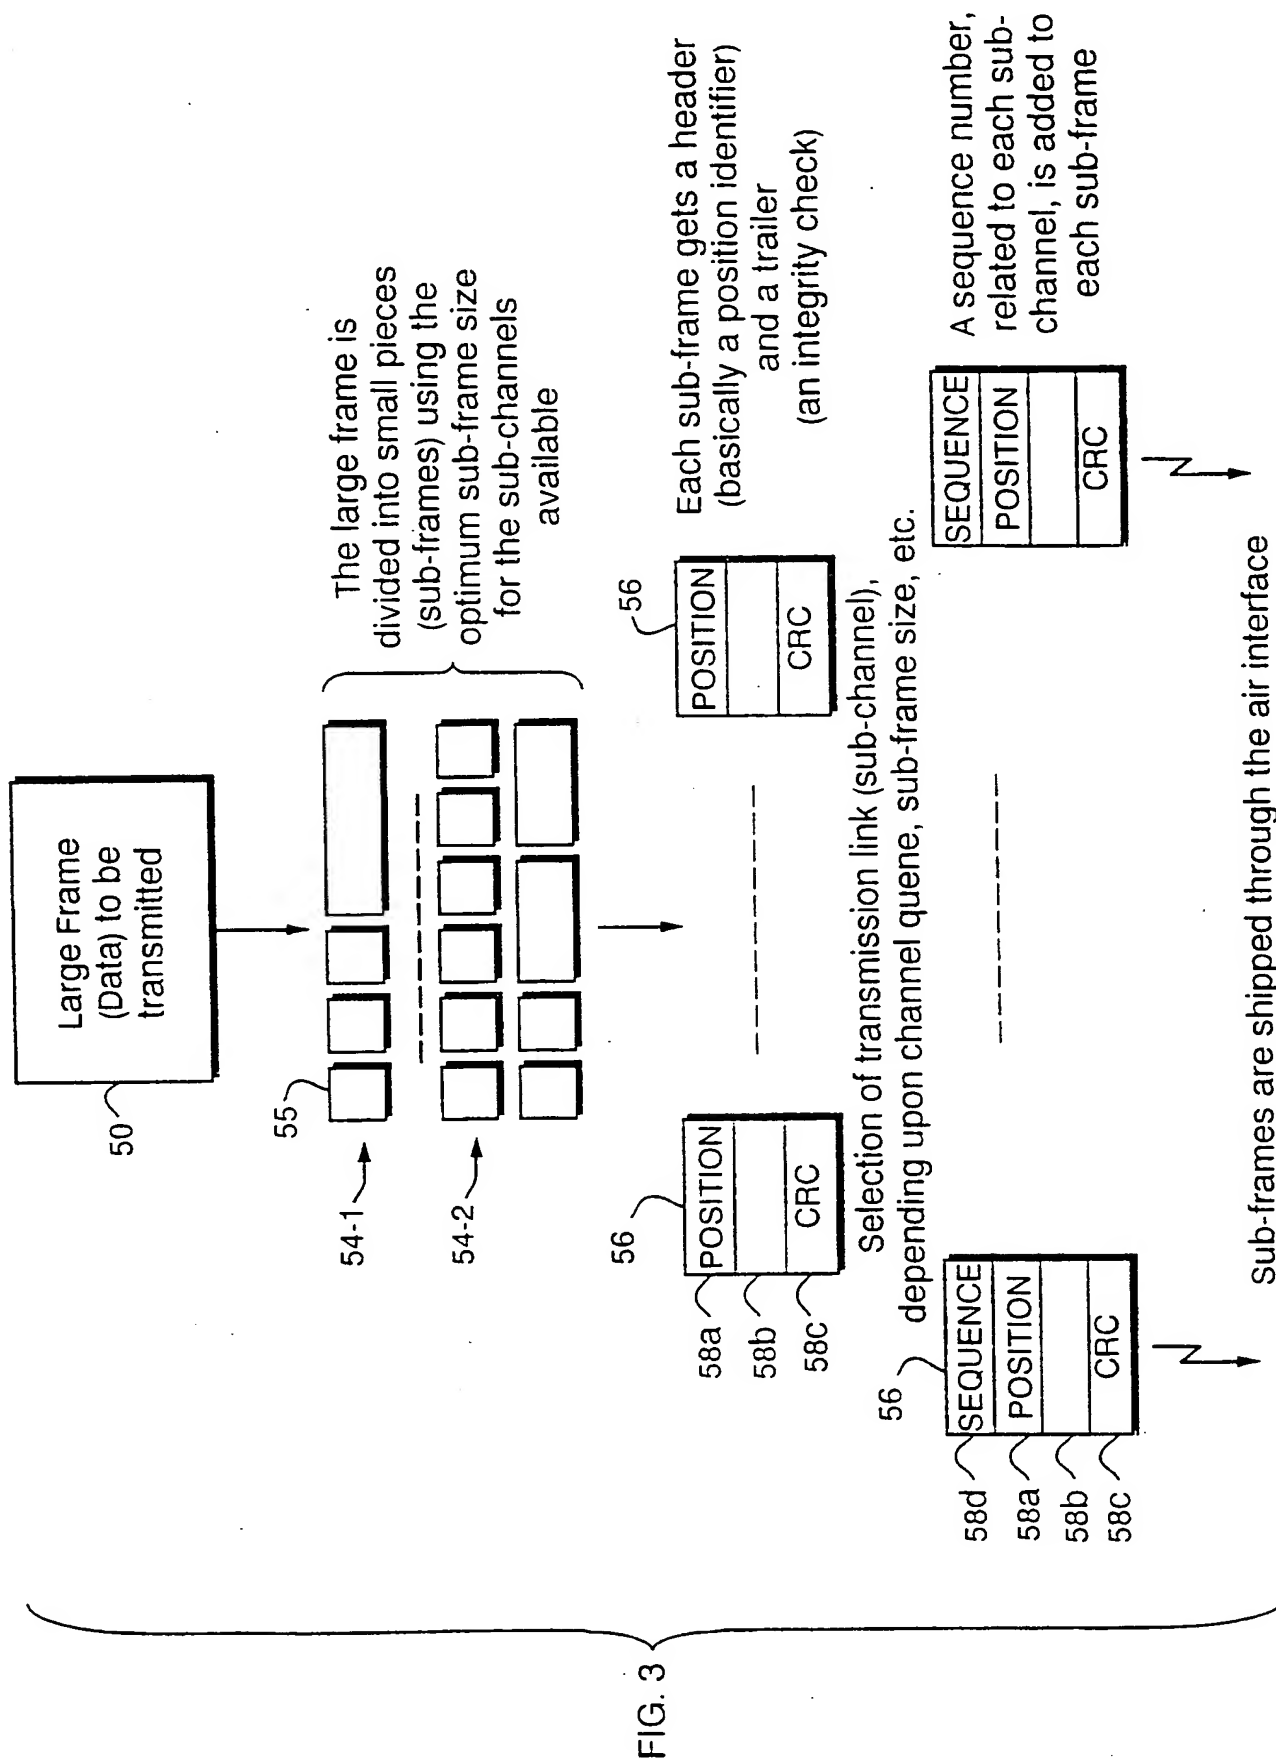 Large Frame
(Data) to be
transmitted
50
The large frame is
divided into small pieces
(sub-frames) using the
optimum sub-frame size
for the sub-channels
available
55
54-1
54-2
Each sub-frame gets a header
(basically a position identifier)
and a trailer
(an integrity check)
56
POSITION
CRC
58a
58b
58c
56
POSITION
CRC
Selection of transmission link (sub-channel),
depending upon channel quene, sub-frame size, etc.
A sequence number,
related to each sub-
channel, is added to
each sub-frame
56
SEQUENCE
POSITION
CRC
58d
58a
58b
58c
SEQUENCE
POSITION
CRC
Sub-frames are shipped through the air interface
FIG. 3